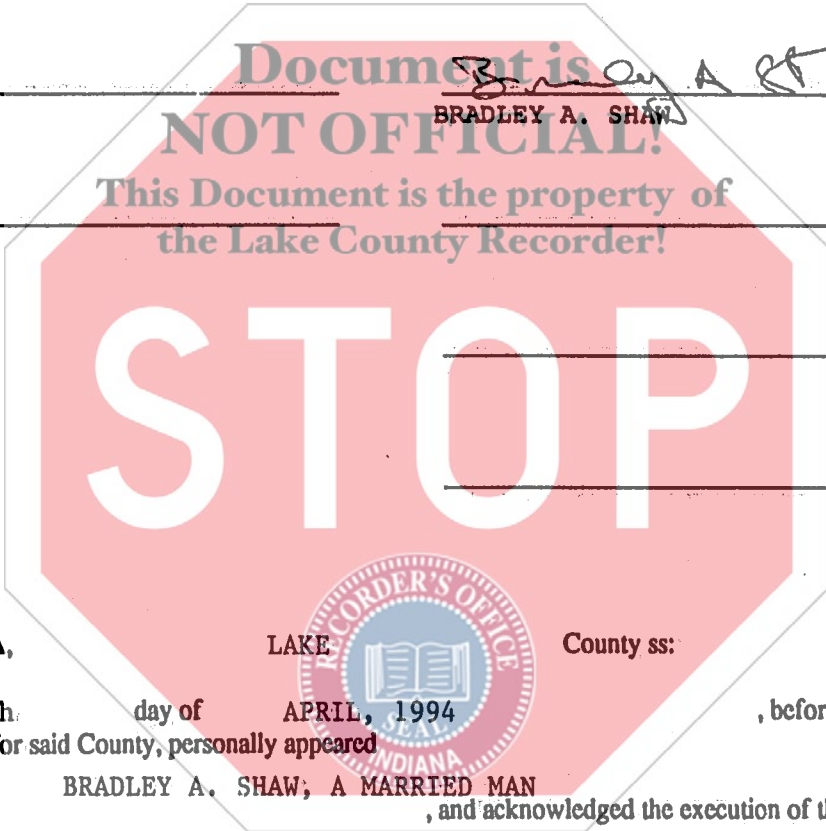 Document is
NOT OFFICIAL!
BRADLEY A. SHAW
This Document is the property of
the Lake County Recorder!
STOP
RECORDER'S OFFICE
LAKE County ss:
h day of APRIL, 1994 , befor
SEAL
or said County, personally appeared
INDIANA
BRADLEY A. SHAW, A MARRIED MAN
, and acknowledged the execution of